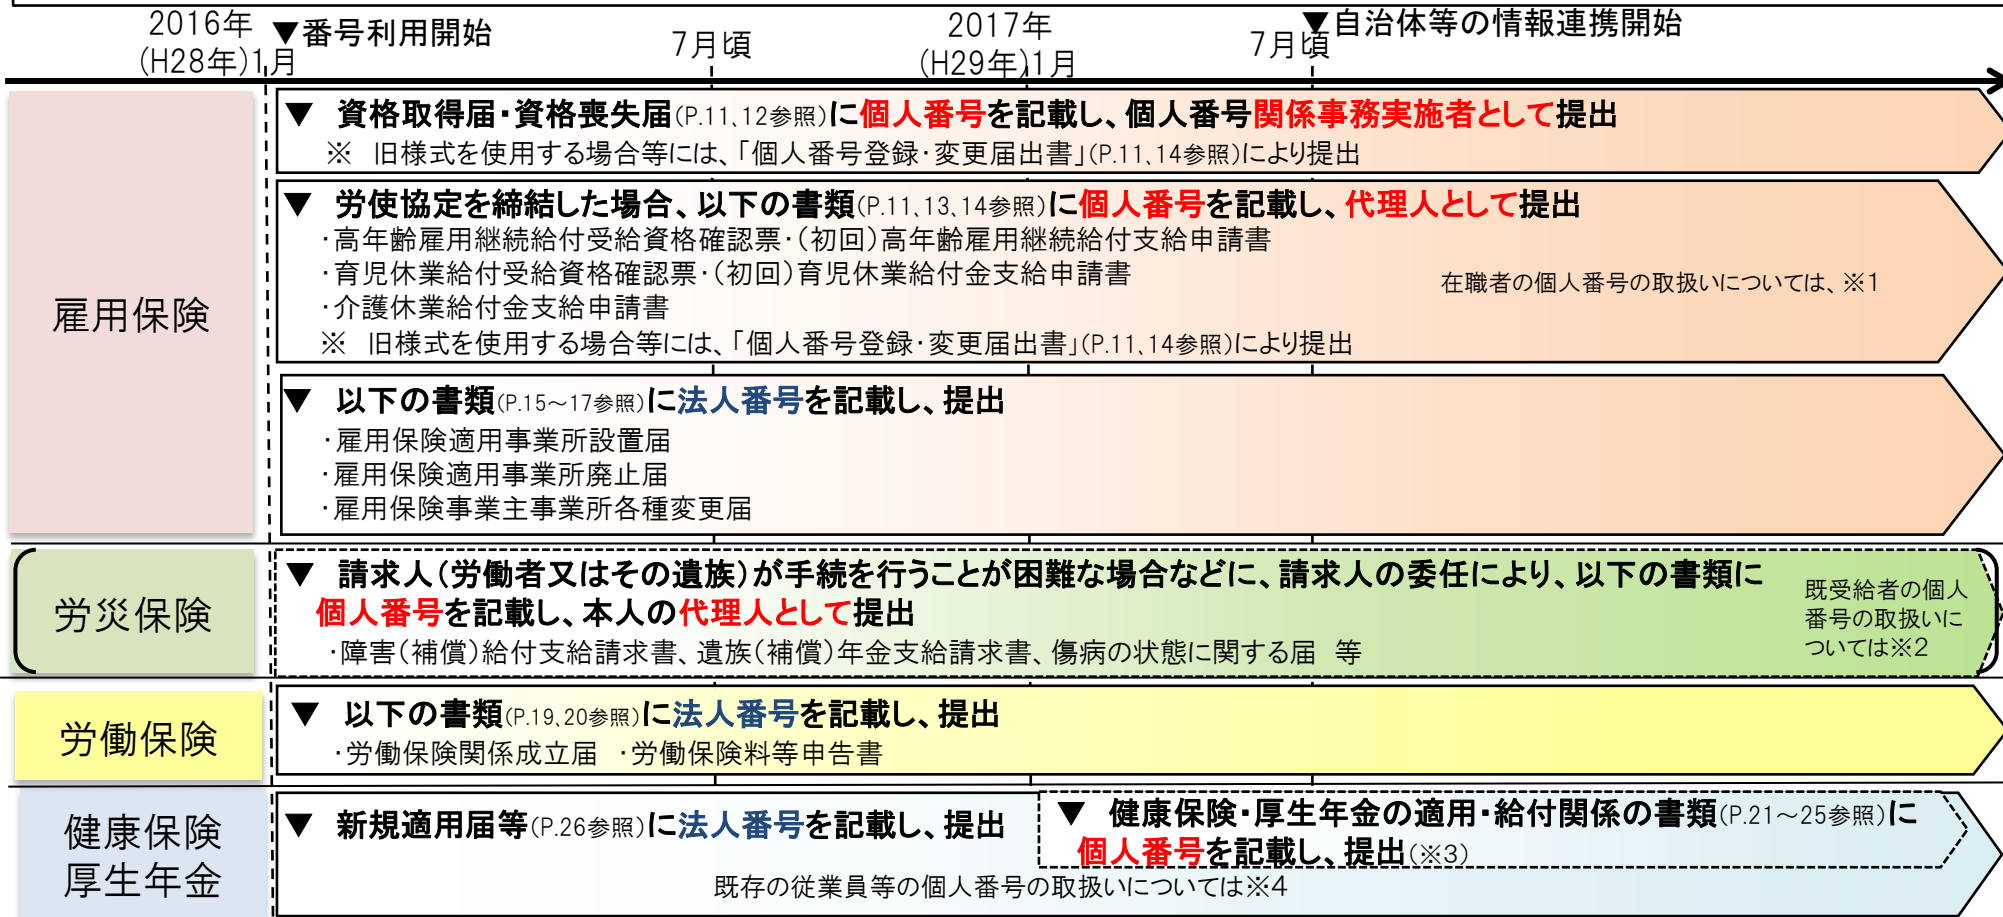 2016年
(H28年)1月
▼番号利用開始
7月頃
2017年
(H29年)1月
7月頃
▼自治体等の情報連携開始
雇用保険
▼ 資格取得届・資格喪失届(P.11、12参照)に個人番号を記載し、個人番号関係事務実施者として提出
※ 旧様式を使用する場合等には、「個人番号登録・変更届出書」(P.11、14参照)により提出
▼ 労使協定を締結した場合、以下の書類(P.11、13、14参照)に個人番号を記載し、代理人として提出
・高年齢雇用継続給付受給資格確認票・(初回)高年齢雇用継続給付支給申請書
・育児休業給付受給資格確認票・(初回)育児休業給付金支給申請書
・介護休業給付金支給申請書
在職者の個人番号の取扱いについては、※1
※ 旧様式を使用する場合等には、「個人番号登録・変更届出書」(P.11、14参照)により提出
▼ 以下の書類(P.15～17参照)に法人番号を記載し、提出
・雇用保険適用事業所設置届
・雇用保険適用事業所廃止届
・雇用保険事業主事業所各種変更届
労災保険
▼ 請求人(労働者又はその遺族)が手続を行うことが困難な場合などに、請求人の委任により、以下の書類に
個人番号を記載し、本人の代理人として提出
・障害(補償)給付支給請求書、遺族(補償)年金支給請求書、傷病の状態に関する届 等
既受給者の個人
番号の取扱いに
ついては※2
労働保険
▼ 以下の書類(P.19、20参照)に法人番号を記載し、提出
・労働保険関係成立届 ・労働保険料等申告書
健康保険
厚生年金
▼ 新規適用届等(P.26参照)に法人番号を記載し、提出
▼ 健康保険・厚生年金の適用・給付関係の書類(P.21～25参照)に
個人番号を記載し、提出(※3)
既存の従業員等の個人番号の取扱いについては※4